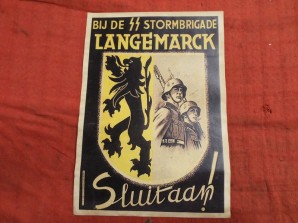 BIJ DE SS STORMBRIGADE
LANGEMARCK
Sluit aan!